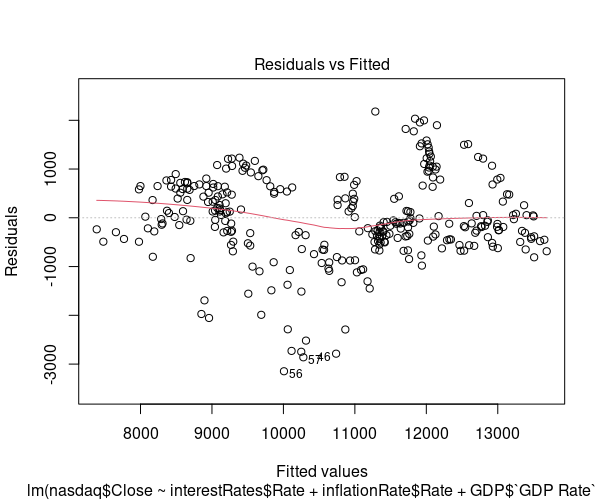 Residuals vs Fitted
Residuals
1000
0
-1000
-3000
57
46
56
8000 9000 10000 11000 12000 13000
Fitted values
lm(nasdaq$Close ~ interestRates$Rate + inflationRate$Rate + GDP$`GDP Rate`